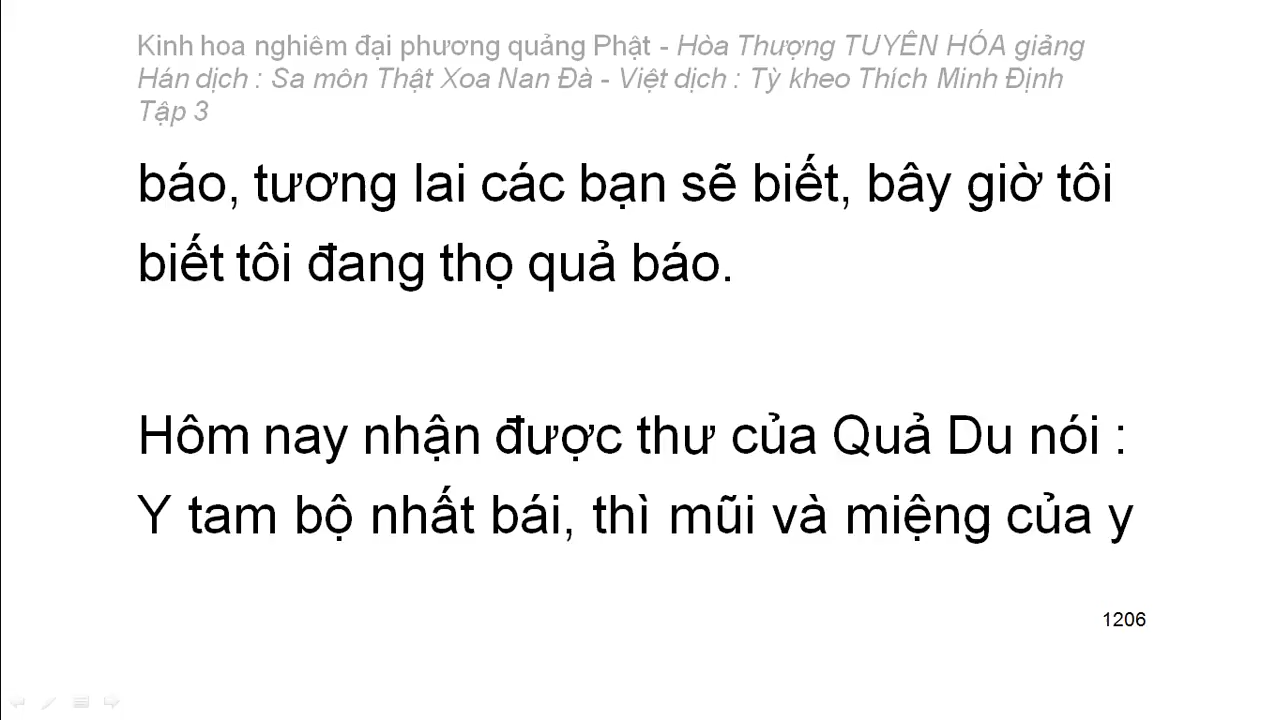 Kinh hoa nghiêm đại phương quảng Phật - Hòa Thượng TUYÊN HÓA giảng
Hán dịch : Sa môn Thật Xoa Nan Đà - Việt dịch : Tỳ kheo Thích Minh Định
Tập 3
báo, tương lai các bạn sẽ biết, bây giờ tôi
biết tôi đang thọ quả báo.
Hôm nay nhận được thư của Quả Du nói :
Y tam bộ nhất bái, thì mũi và miệng của y
1206